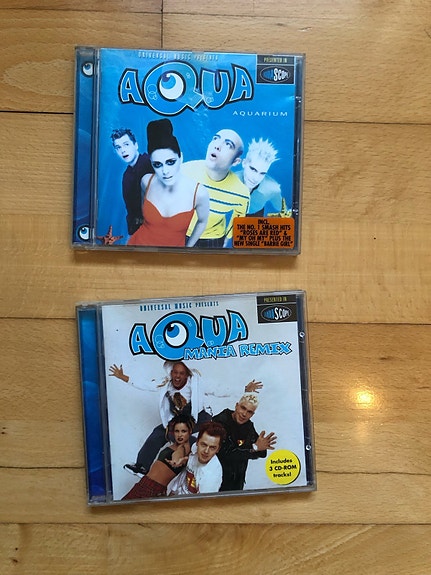 UNIVERSAL MUSIC PRESENTS
PRESENTED IN
AQUA
AQUARIUM
INCL.
THE NO. 1 SMASH HITS
"ROSES ARE RED" &
"MY OH MY" PLUS THE
NEW SINGLE "BARBIE GIRL"
UNIVERSAL MUSIC PRESENTS
PRESENTED IN
AQUA
MANIA REMIX
Includes
3 CD-ROM
tracks!